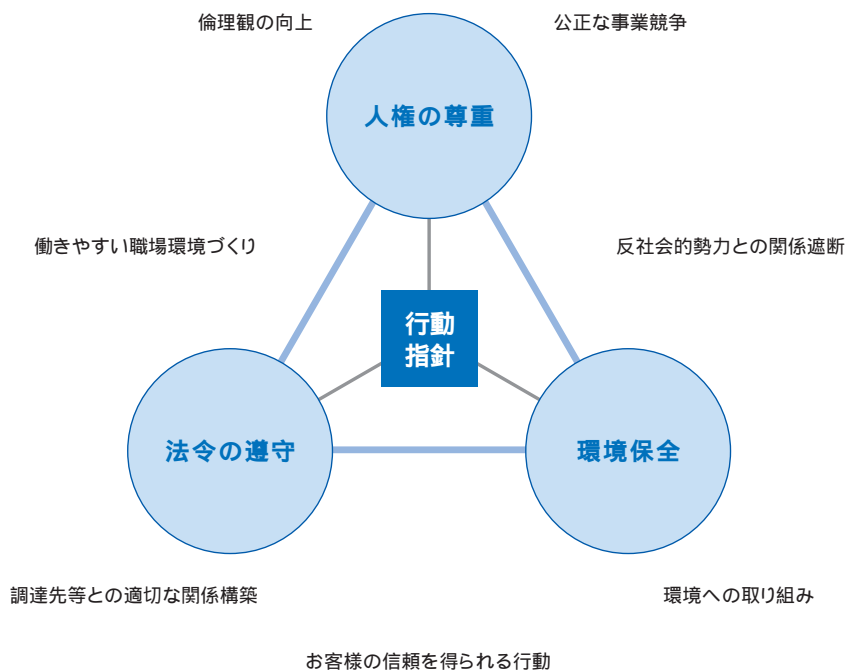 倫理観の向上
公正な事業競争
人権の尊重
働きやすい職場環境づくり
反社会的勢力との関係遮断
行動
指針
法令の遵守
環境保全
調達先等との適切な関係構築
環境への取り組み
お客様の信頼を得られる行動